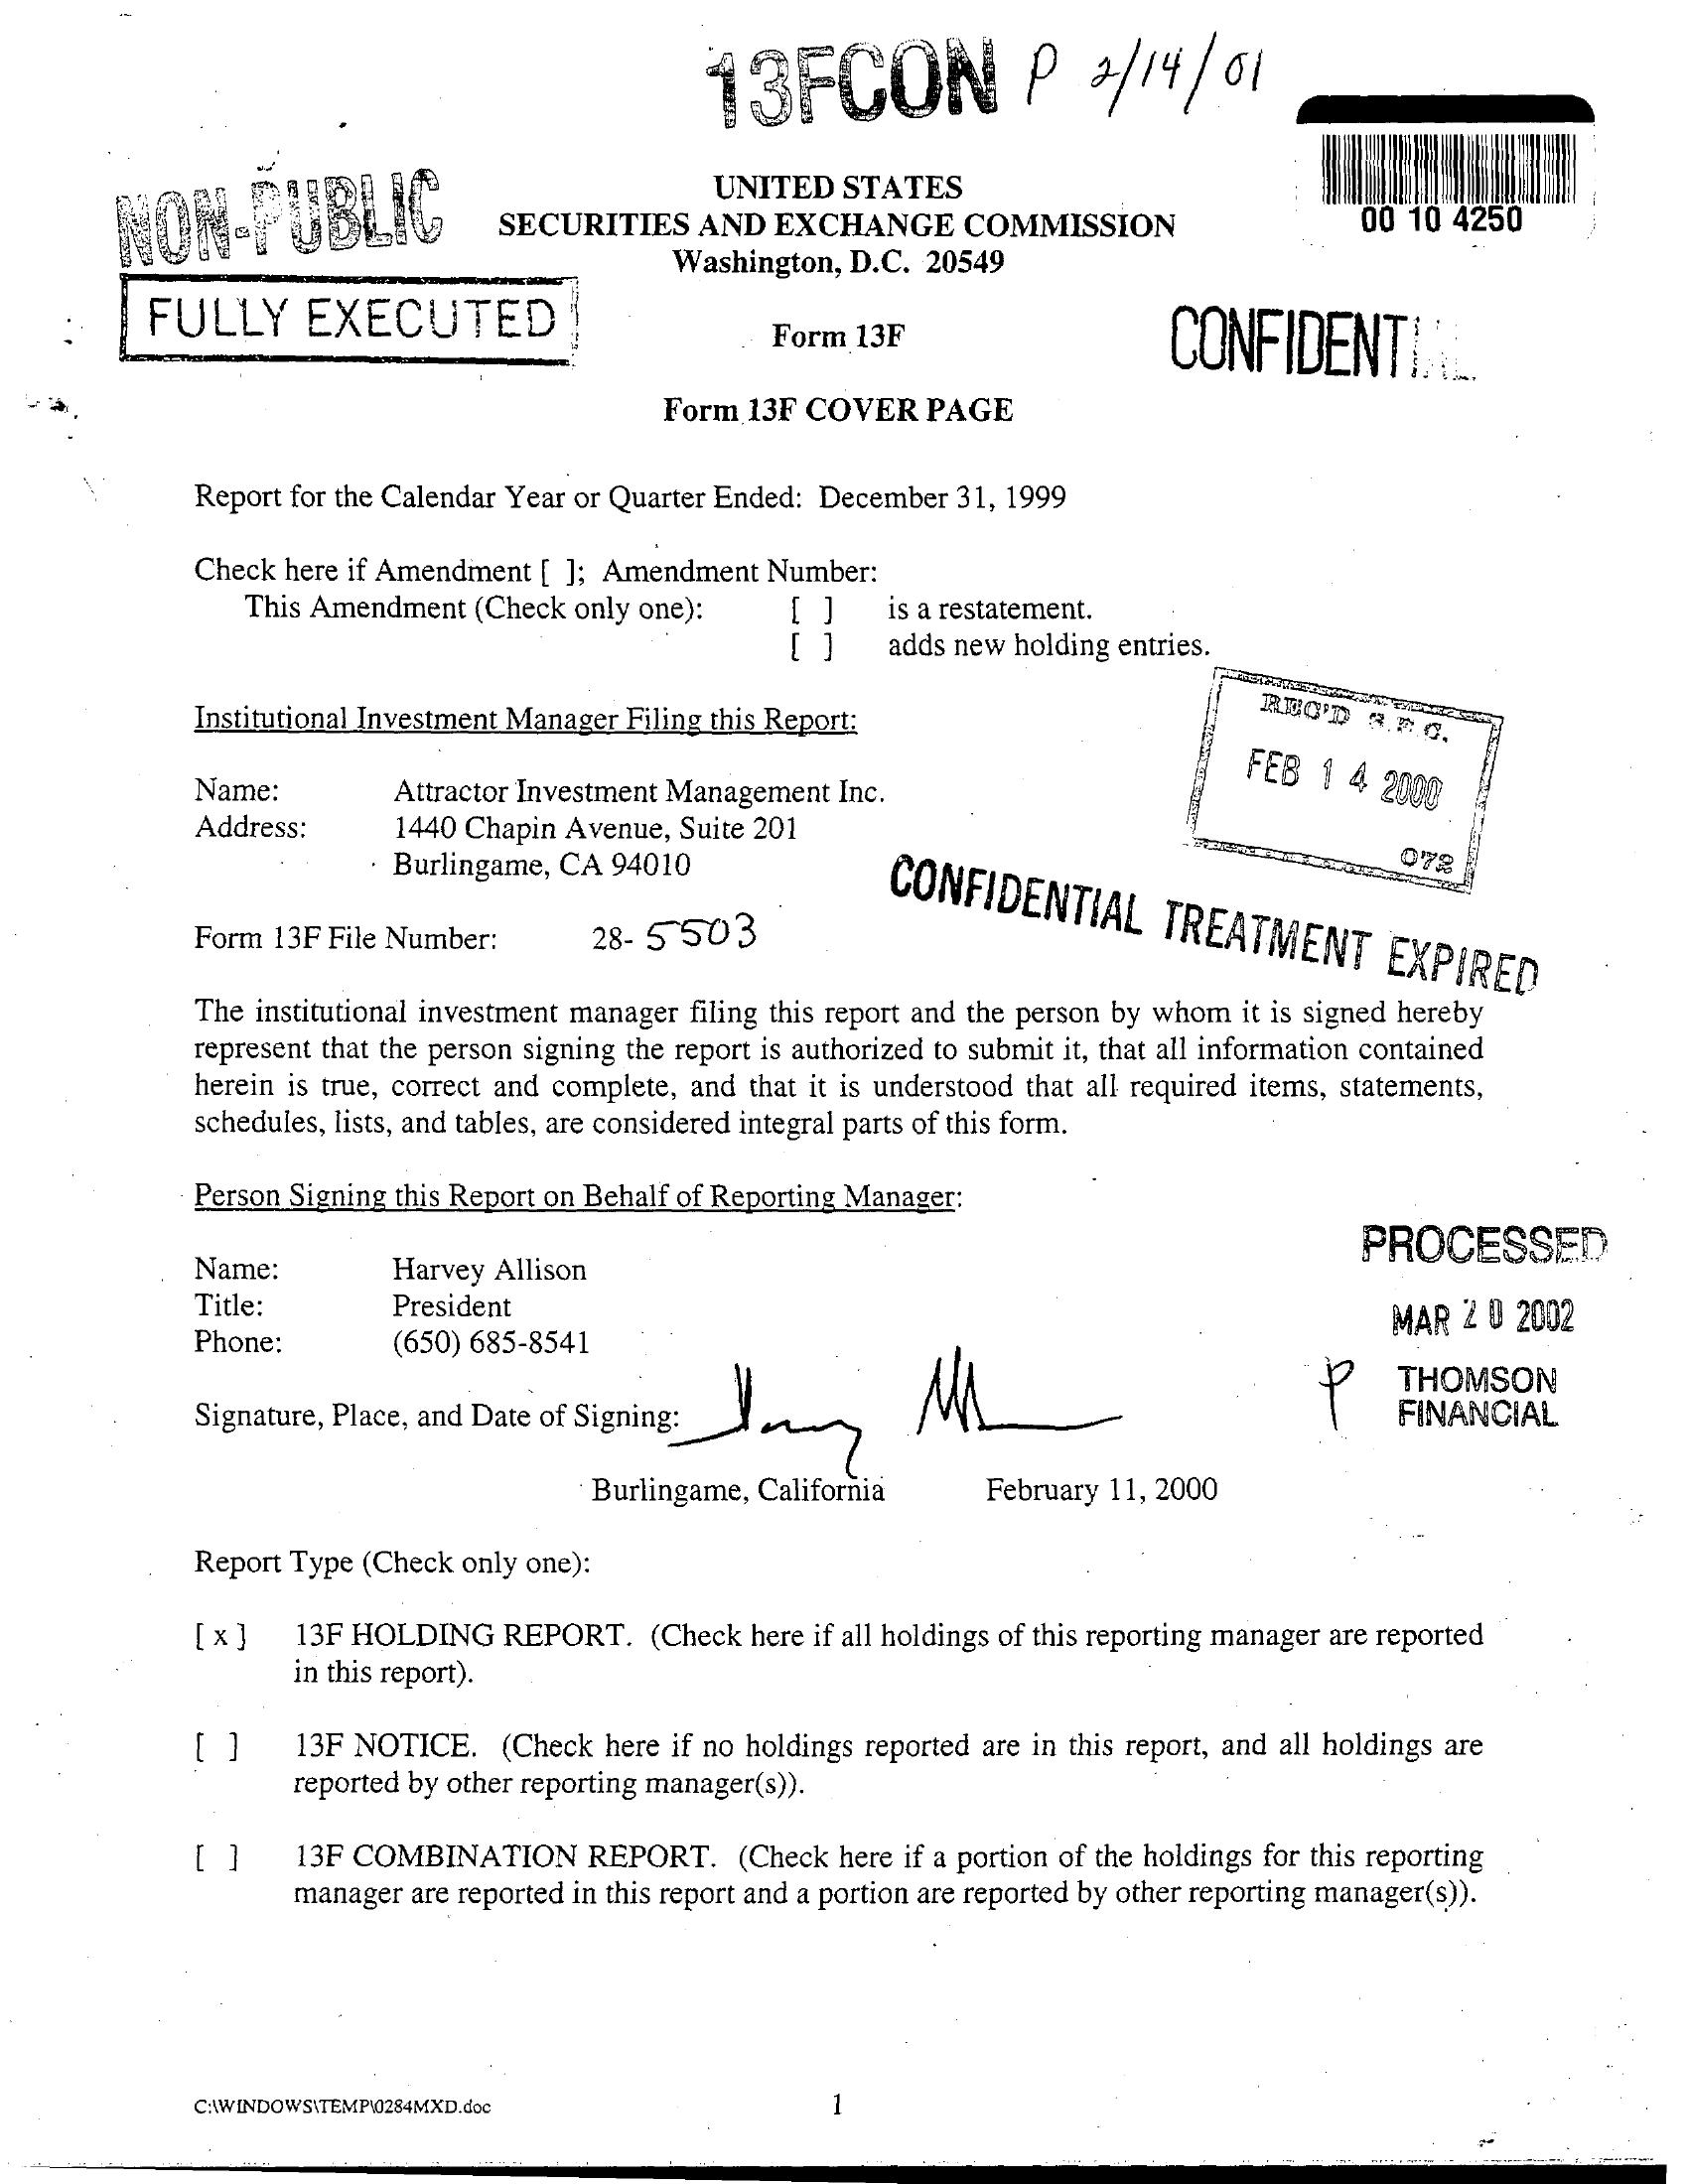 13FCON P 2/14/01
NON-PUBLIC
UNITED STATES
SECURITIES AND EXCHANGE COMMISSION
Washington, D.C. 20549
00 10 4250
FULLY EXECUTED
Form 13F
CONFIDENTIAL
Form 13F COVER PAGE
Report for the Calendar Year or Quarter Ended: December 31, 1999
Check here if Amendment [ ]; Amendment Number:
This Amendment (Check only one): [ ] is a restatement.
[ ] adds new holding entries.
REC'D S.E.C.
FEB 14 2000
072
Institutional Investment Manager Filing this Report:
Name: Attractor Investment Management Inc.
Address: 1440 Chapin Avenue, Suite 201
Burlingame, CA 94010
CONFIDENTIAL TREATMENT EXPIRED
Form 13F File Number: 28- 5503
The institutional investment manager filing this report and the person by whom it is signed hereby
represent that the person signing the report is authorized to submit it, that all information contained
herein is true, correct and complete, and that it is understood that all required items, statements,
schedules, lists, and tables, are considered integral parts of this form.
Person Signing this Report on Behalf of Reporting Manager:
PROCESSED
MAR 20 2002
P THOMSON
FINANCIAL
Name: Harvey Allison
Title: President
Phone: (650) 685-8541
Signature, Place, and Date of Signing:
Burlingame, California February 11, 2000
Report Type (Check only one):
[ x ] 13F HOLDING REPORT. (Check here if all holdings of this reporting manager are reported
in this report).
[ ] 13F NOTICE. (Check here if no holdings reported are in this report, and all holdings are
reported by other reporting manager(s)).
[ ] 13F COMBINATION REPORT. (Check here if a portion of the holdings for this reporting
manager are reported in this report and a portion are reported by other reporting manager(s)).
C:\WINDOWS\TEMP\0284MXD.doc 1